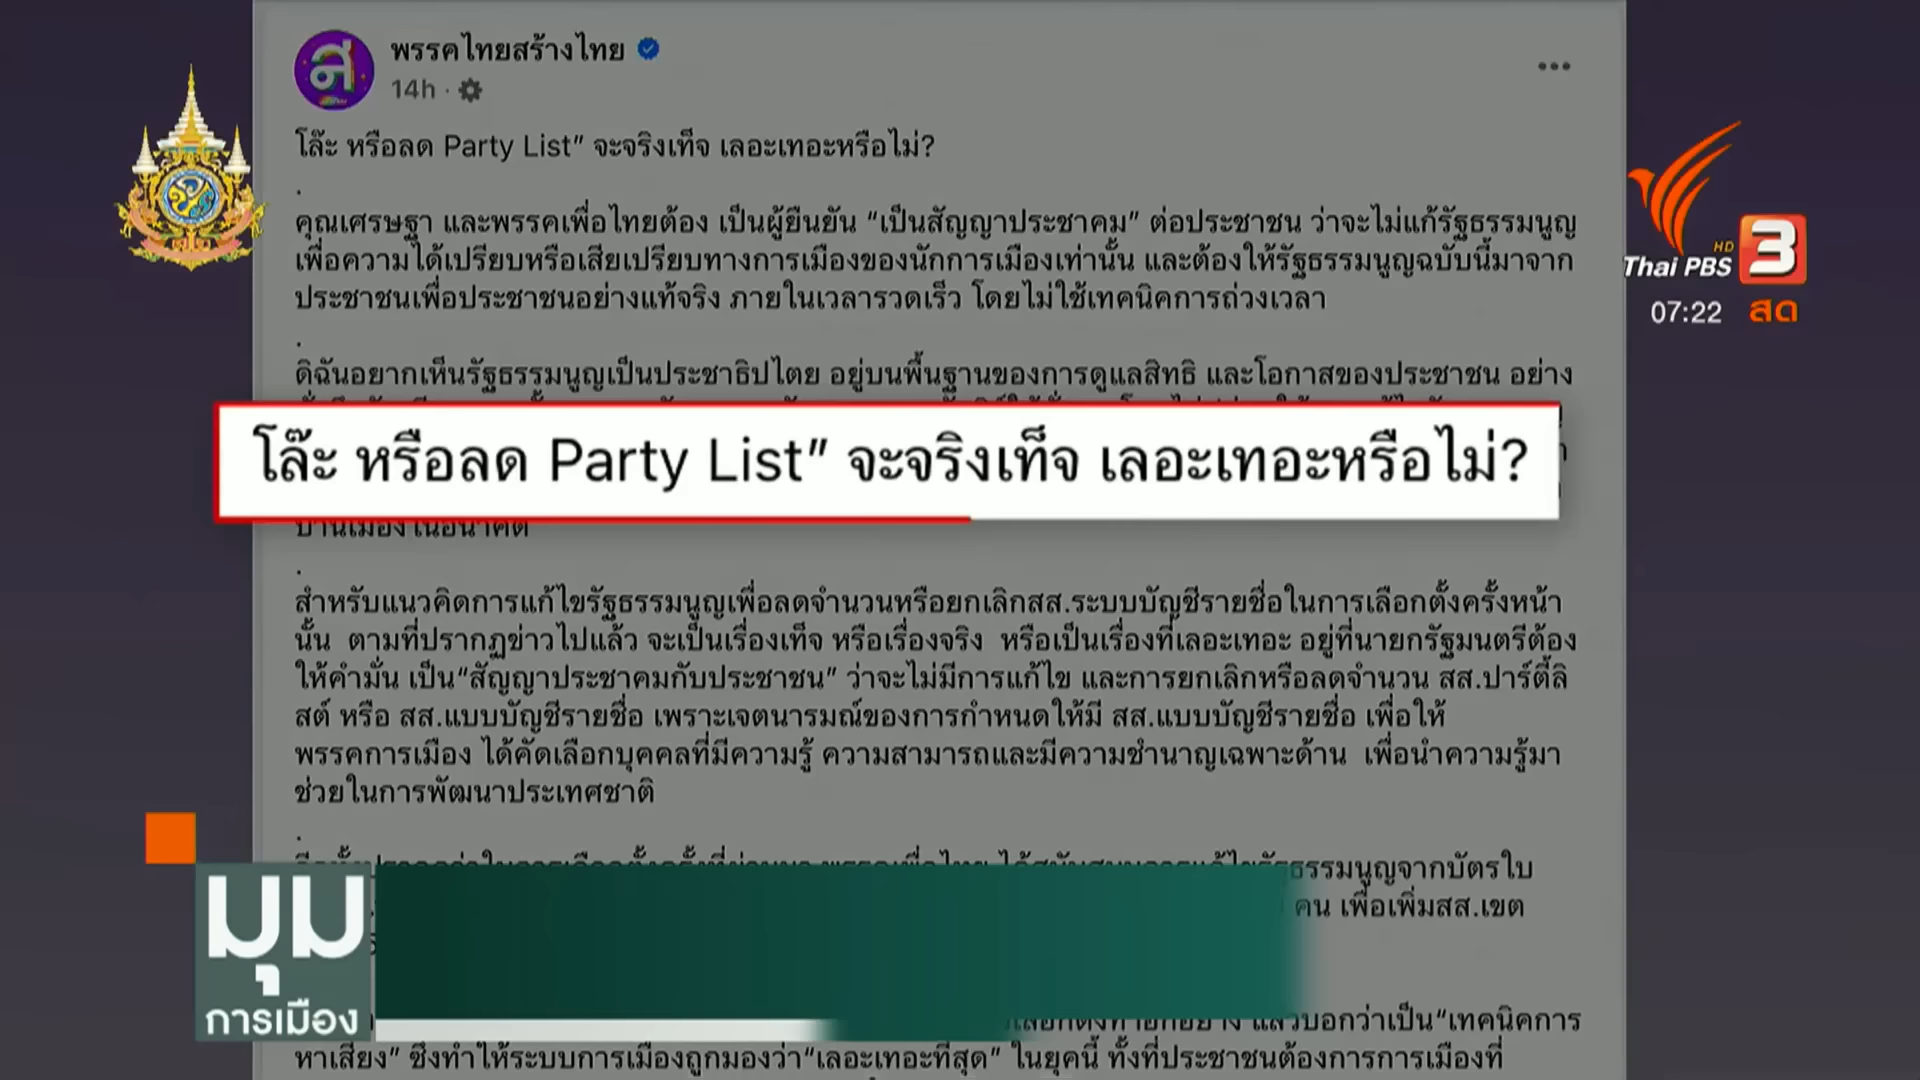 พรรคไทยสร้างไทย
14h ·
โล๊ะ หรือลด Party List” จะจริงเท็จ เลอะเทอะหรือไม่?
.
คุณเศรษฐา และพรรคเพื่อไทยต้อง เป็นผู้ยืนยัน “เป็นสัญญาประชาคม” ต่อประชาชน ว่าจะไม่แก้รัฐธรรมนูญ
เพื่อความได้เปรียบหรือเสียเปรียบทางการเมืองของนักการเมืองเท่านั้น และต้องให้รัฐธรรมนูญฉบับนี้มาจาก
ประชาชนเพื่อประชาชนอย่างแท้จริง ภายในเวลารวดเร็ว โดยไม่ใช้เทคนิคการถ่วงเวลา
.
ดิฉันอยากเห็นรัฐธรรมนูญเป็นประชาธิปไตย อยู่บนพื้นฐานของการดูแลสิทธิ และโอกาสของประชาชน อย่าง
โล๊ะ หรือลด Party List” จะจริงเท็จ เลอะเทอะหรือไม่?
บ้านเมืองในอนาคต
.
สำหรับแนวคิดการแก้ไขรัฐธรรมนูญเพื่อลดจำนวนหรือยกเลิกสส.ระบบบัญชีรายชื่อในการเลือกตั้งครั้งหน้า
นั้น ตามที่ปรากฏข่าวไปแล้ว จะเป็นเรื่องเท็จ หรือเรื่องจริง หรือเป็นเรื่องที่เลอะเทอะ อยู่ที่นายกรัฐมนตรีต้อง
ให้คำมั่น เป็น“สัญญาประชาคมกับประชาชน” ว่าจะไม่มีการแก้ไข และการยกเลิกหรือลดจำนวน สส.ปาร์ตี้ลิ
สต์ หรือ สส.แบบบัญชีรายชื่อ เพราะเจตนารมณ์ของการกำหนดให้มี สส.แบบบัญชีรายชื่อ เพื่อให้
พรรคการเมือง ได้คัดเลือกบุคคลที่มีความรู้ ความสามารถและมีความชำนาญเฉพาะด้าน เพื่อนำความรู้มา
ช่วยในการพัฒนาประเทศชาติ
.
รัฐธรรมนูญจากบัตรใบ
คน เพื่อเพิ่มสส.เขต
แล้วบอกว่าเป็น“เทคนิคการ
หาเสียง” ซึ่งทำให้ระบบการเมืองถูกมองว่า“เลอะเทอะที่สุด” ในยุคนี้ ทั้งที่ประชาชนต้องการการเมืองที่
มุม
การเมือง
HD
Thai PBS 3
07:22 สด